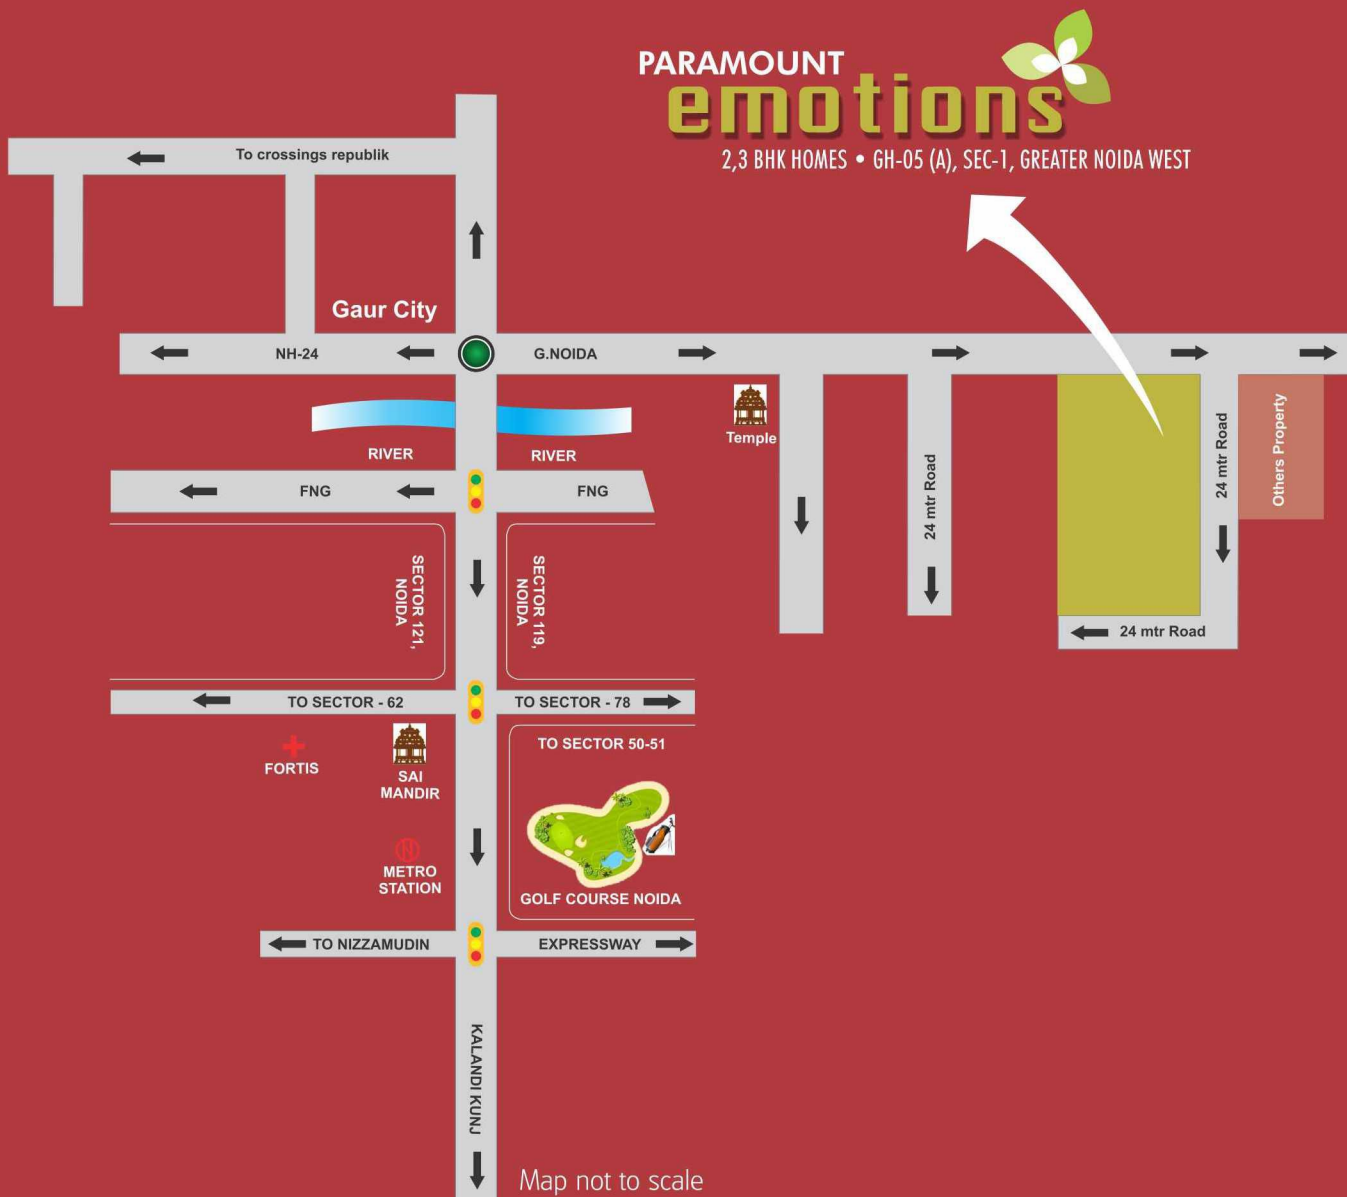 PARAMOUNT
emotions
2,3 BHK HOMES • GH-05 (A), SEC-1, GREATER NOIDA WEST
To crossings republik
Gaur City
NH-24
G.NOIDA
Temple
RIVER
RIVER
FNG
FNG
24 mtr Road
24 mtr Road
Others Property
24 mtr Road
SECTOR 121,
NOIDA
SECTOR 119,
NOIDA
TO SECTOR - 62
TO SECTOR - 78
FORTIS
SAI
MANDIR
TO SECTOR 50-51
METRO
STATION
GOLF COURSE NOIDA
TO NIZZAMUDIN
EXPRESSWAY
KALANDI KUNJ
Map not to scale